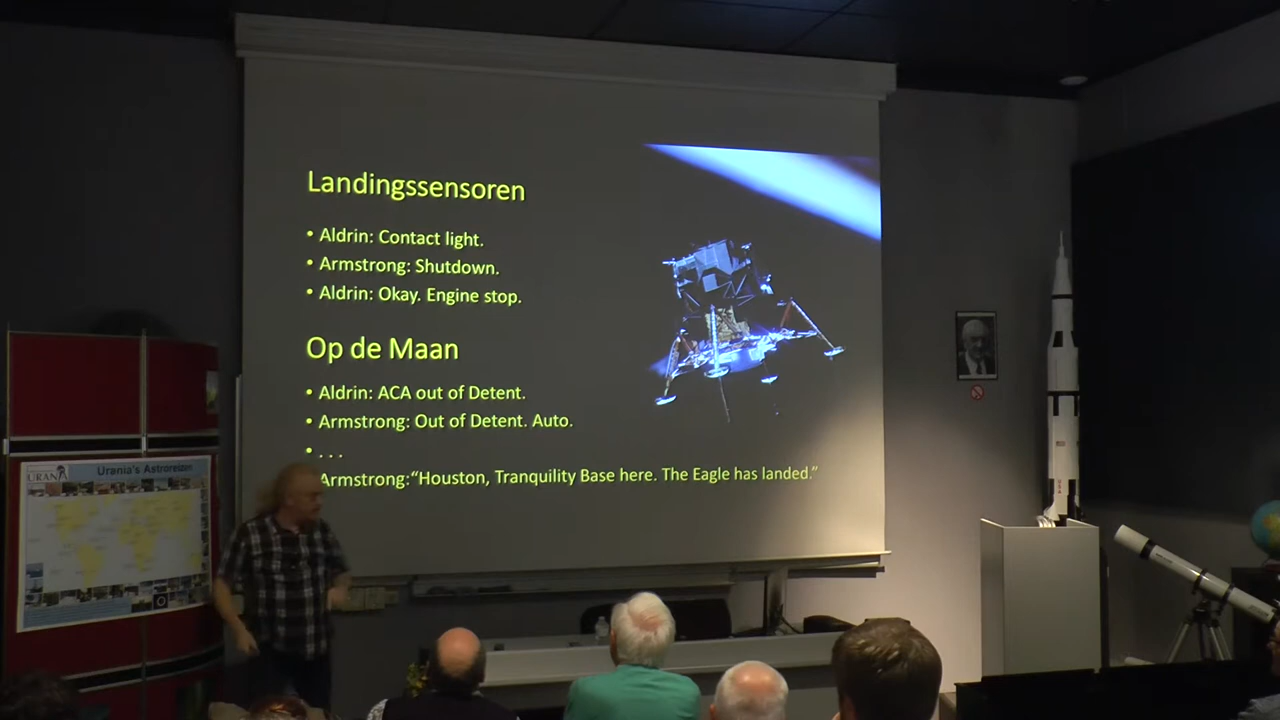 Landingssensoren
• Aldrin: Contact light.
• Armstrong: Shutdown.
• Aldrin: Okay. Engine stop.
Op de Maan
• Aldrin: ACA out of Detent.
• Armstrong: Out of Detent. Auto.
• . . .
Armstrong:“Houston, Tranquility Base here. The Eagle has landed.”
URANIA
Urania's Astroreizen